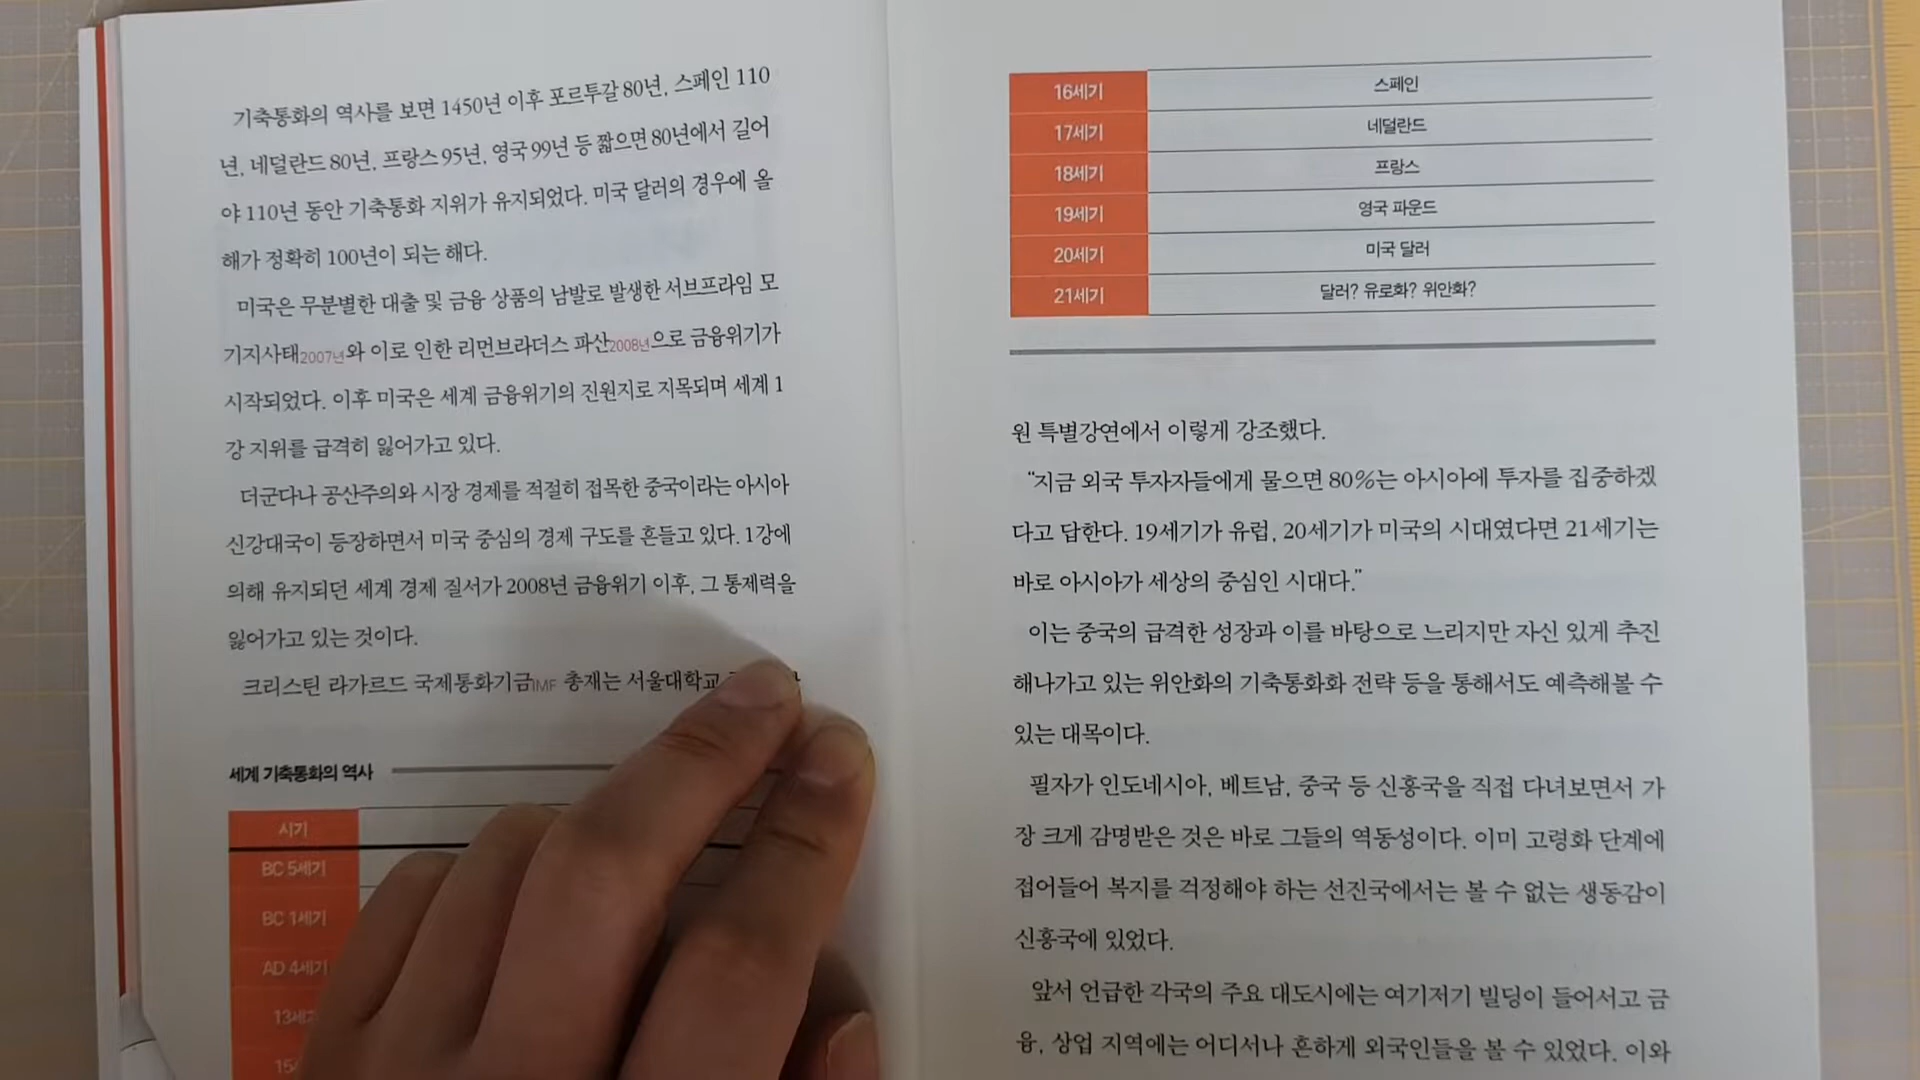 기축통화의 역사를 보면 1450년 이후 포르투갈 80년, 스페인 110
년, 네덜란드 80년, 프랑스 95년, 영국 99년 등 짧으면 80년에서 길어
야 110년 동안 기축통화 지위가 유지되었다. 미국 달러의 경우에 올
해가 정확히 100년이 되는 해다.
미국은 무분별한 대출 및 금융 상품의 남발로 발생한 서브프라임 모
기지사태2007년와 이로 인한 리먼브라더스 파산2008년으로 금융위기가
시작되었다. 이후 미국은 세계 금융위기의 진원지로 지목되며 세계 1
강 지위를 급격히 잃어가고 있다.
더군다나 공산주의와 시장 경제를 적절히 접목한 중국이라는 아시아
신강대국이 등장하면서 미국 중심의 경제 구도를 흔들고 있다. 1강에
의해 유지되던 세계 경제 질서가 2008년 금융위기 이후, 그 통제력을
잃어가고 있는 것이다.
크리스틴 라가르드 국제통화기금IMF 총재는 서울대학교
세계 기축통화의 역사
시기
BC 5세기
BC 1세기
AD 4세기
13세기
16세기 스페인
17세기 네덜란드
18세기 프랑스
19세기 영국 파운드
20세기 미국 달러
21세기 달러? 유로화? 위안화?
원 특별강연에서 이렇게 강조했다.
“지금 외국 투자자들에게 물으면 80%는 아시아에 투자를 집중하겠
다고 답한다. 19세기가 유럽, 20세기가 미국의 시대였다면 21세기는
바로 아시아가 세상의 중심인 시대다.”
이는 중국의 급격한 성장과 이를 바탕으로 느리지만 자신 있게 추진
해나가고 있는 위안화의 기축통화화 전략 등을 통해서도 예측해볼 수
있는 대목이다.
필자가 인도네시아, 베트남, 중국 등 신흥국을 직접 다녀보면서 가
장 크게 감명받은 것은 바로 그들의 역동성이다. 이미 고령화 단계에
접어들어 복지를 걱정해야 하는 선진국에서는 볼 수 없는 생동감이
신흥국에 있었다.
앞서 언급한 각국의 주요 대도시에는 여기저기 빌딩이 들어서고 금
융, 상업 지역에는 어디서나 흔하게 외국인들을 볼 수 있었다. 이와